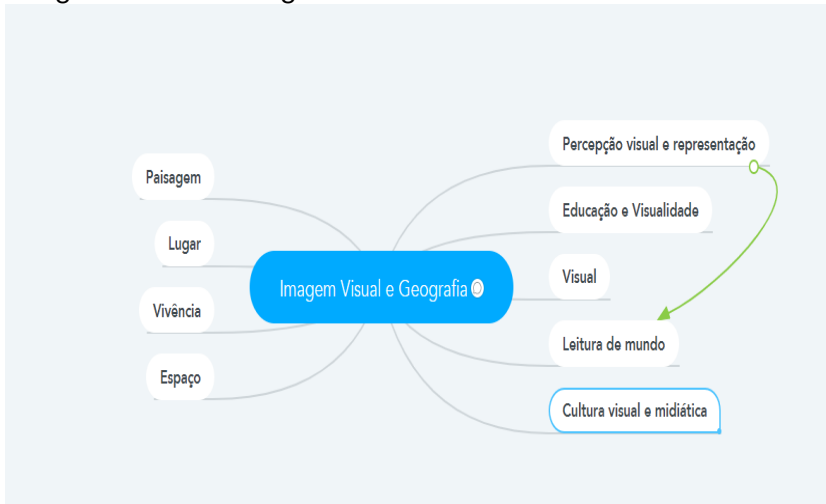 Paisagem
Lugar
Vivência
Espaço
Imagem Visual e Geografia
Percepção visual e representação
Educação e Visualidade
Visual
Leitura de mundo
Cultura visual e midiática